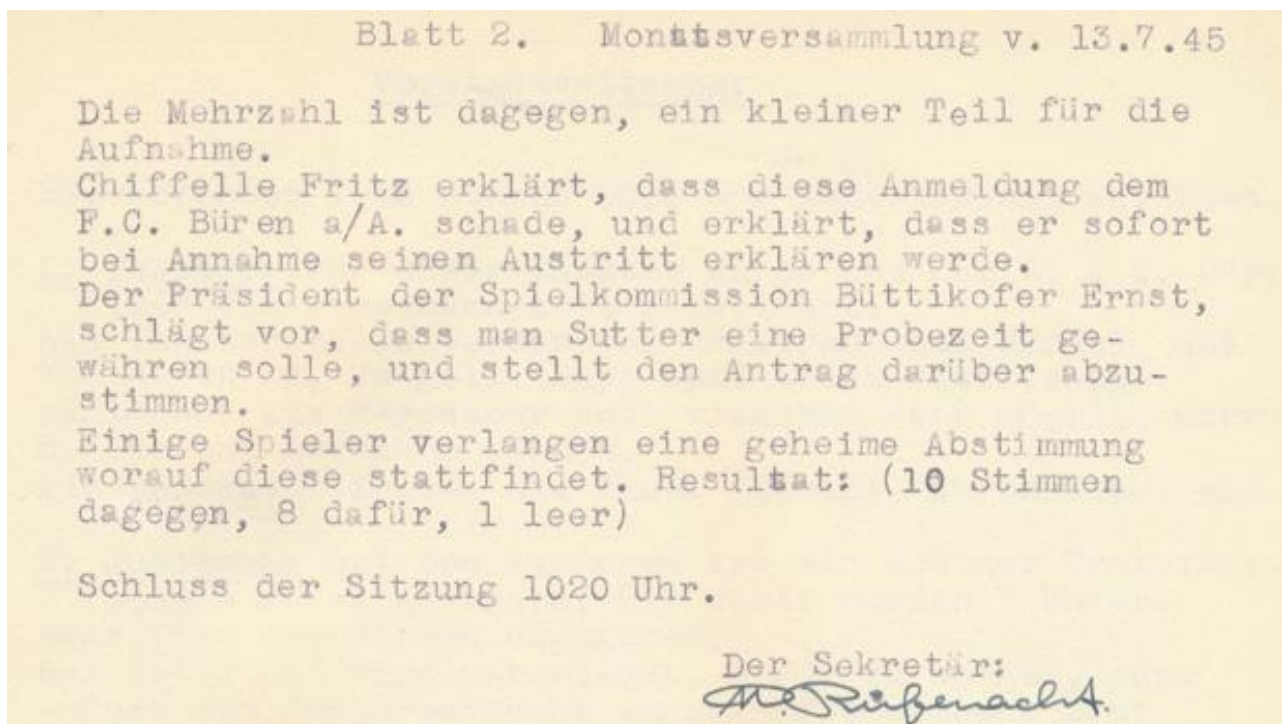 Blatt 2. Monatsversammlung v. 13.7.45
Die Mehrzahl ist dagegen, ein kleiner Teil für die
Aufnahme.
Chiffelle Fritz erklärt, dass diese Anmeldung dem
F.C. Büren a/A. schade, und erklärt, dass er sofort
bei Annahme seinen Austritt erklären werde.
Der Präsident der Spielkommission Büttikofer Ernst,
schlägt vor, dass man Sutter eine Probezeit ge-
währen solle, und stellt den Antrag darüber abzu-
stimmen.
Einige Spieler verlangen eine geheime Abstimmung
worauf diese stattfindet. Resultat: (10 Stimmen
dagegen, 8 dafür, 1 leer)
Schluss der Sitzung 1020 Uhr.
Der Sekretär:
M. Rüfenacht.